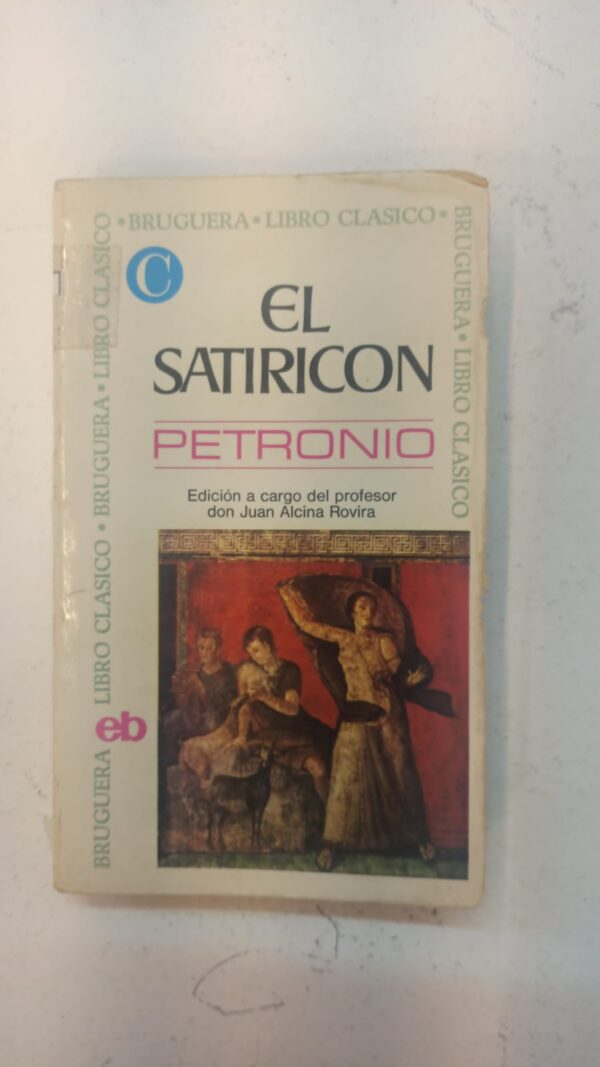 • BRUGUERA • LIBRO CLASICO •
BRUGUERA • LIBRO CLASICO
BRUGUERA LIBRO CLASICO • BRUGUERA • LIBRO CLASICO
C
EL
SATIRICON
PETRONIO
Edición a cargo del profesor
don Juan Alcina Rovira
eb